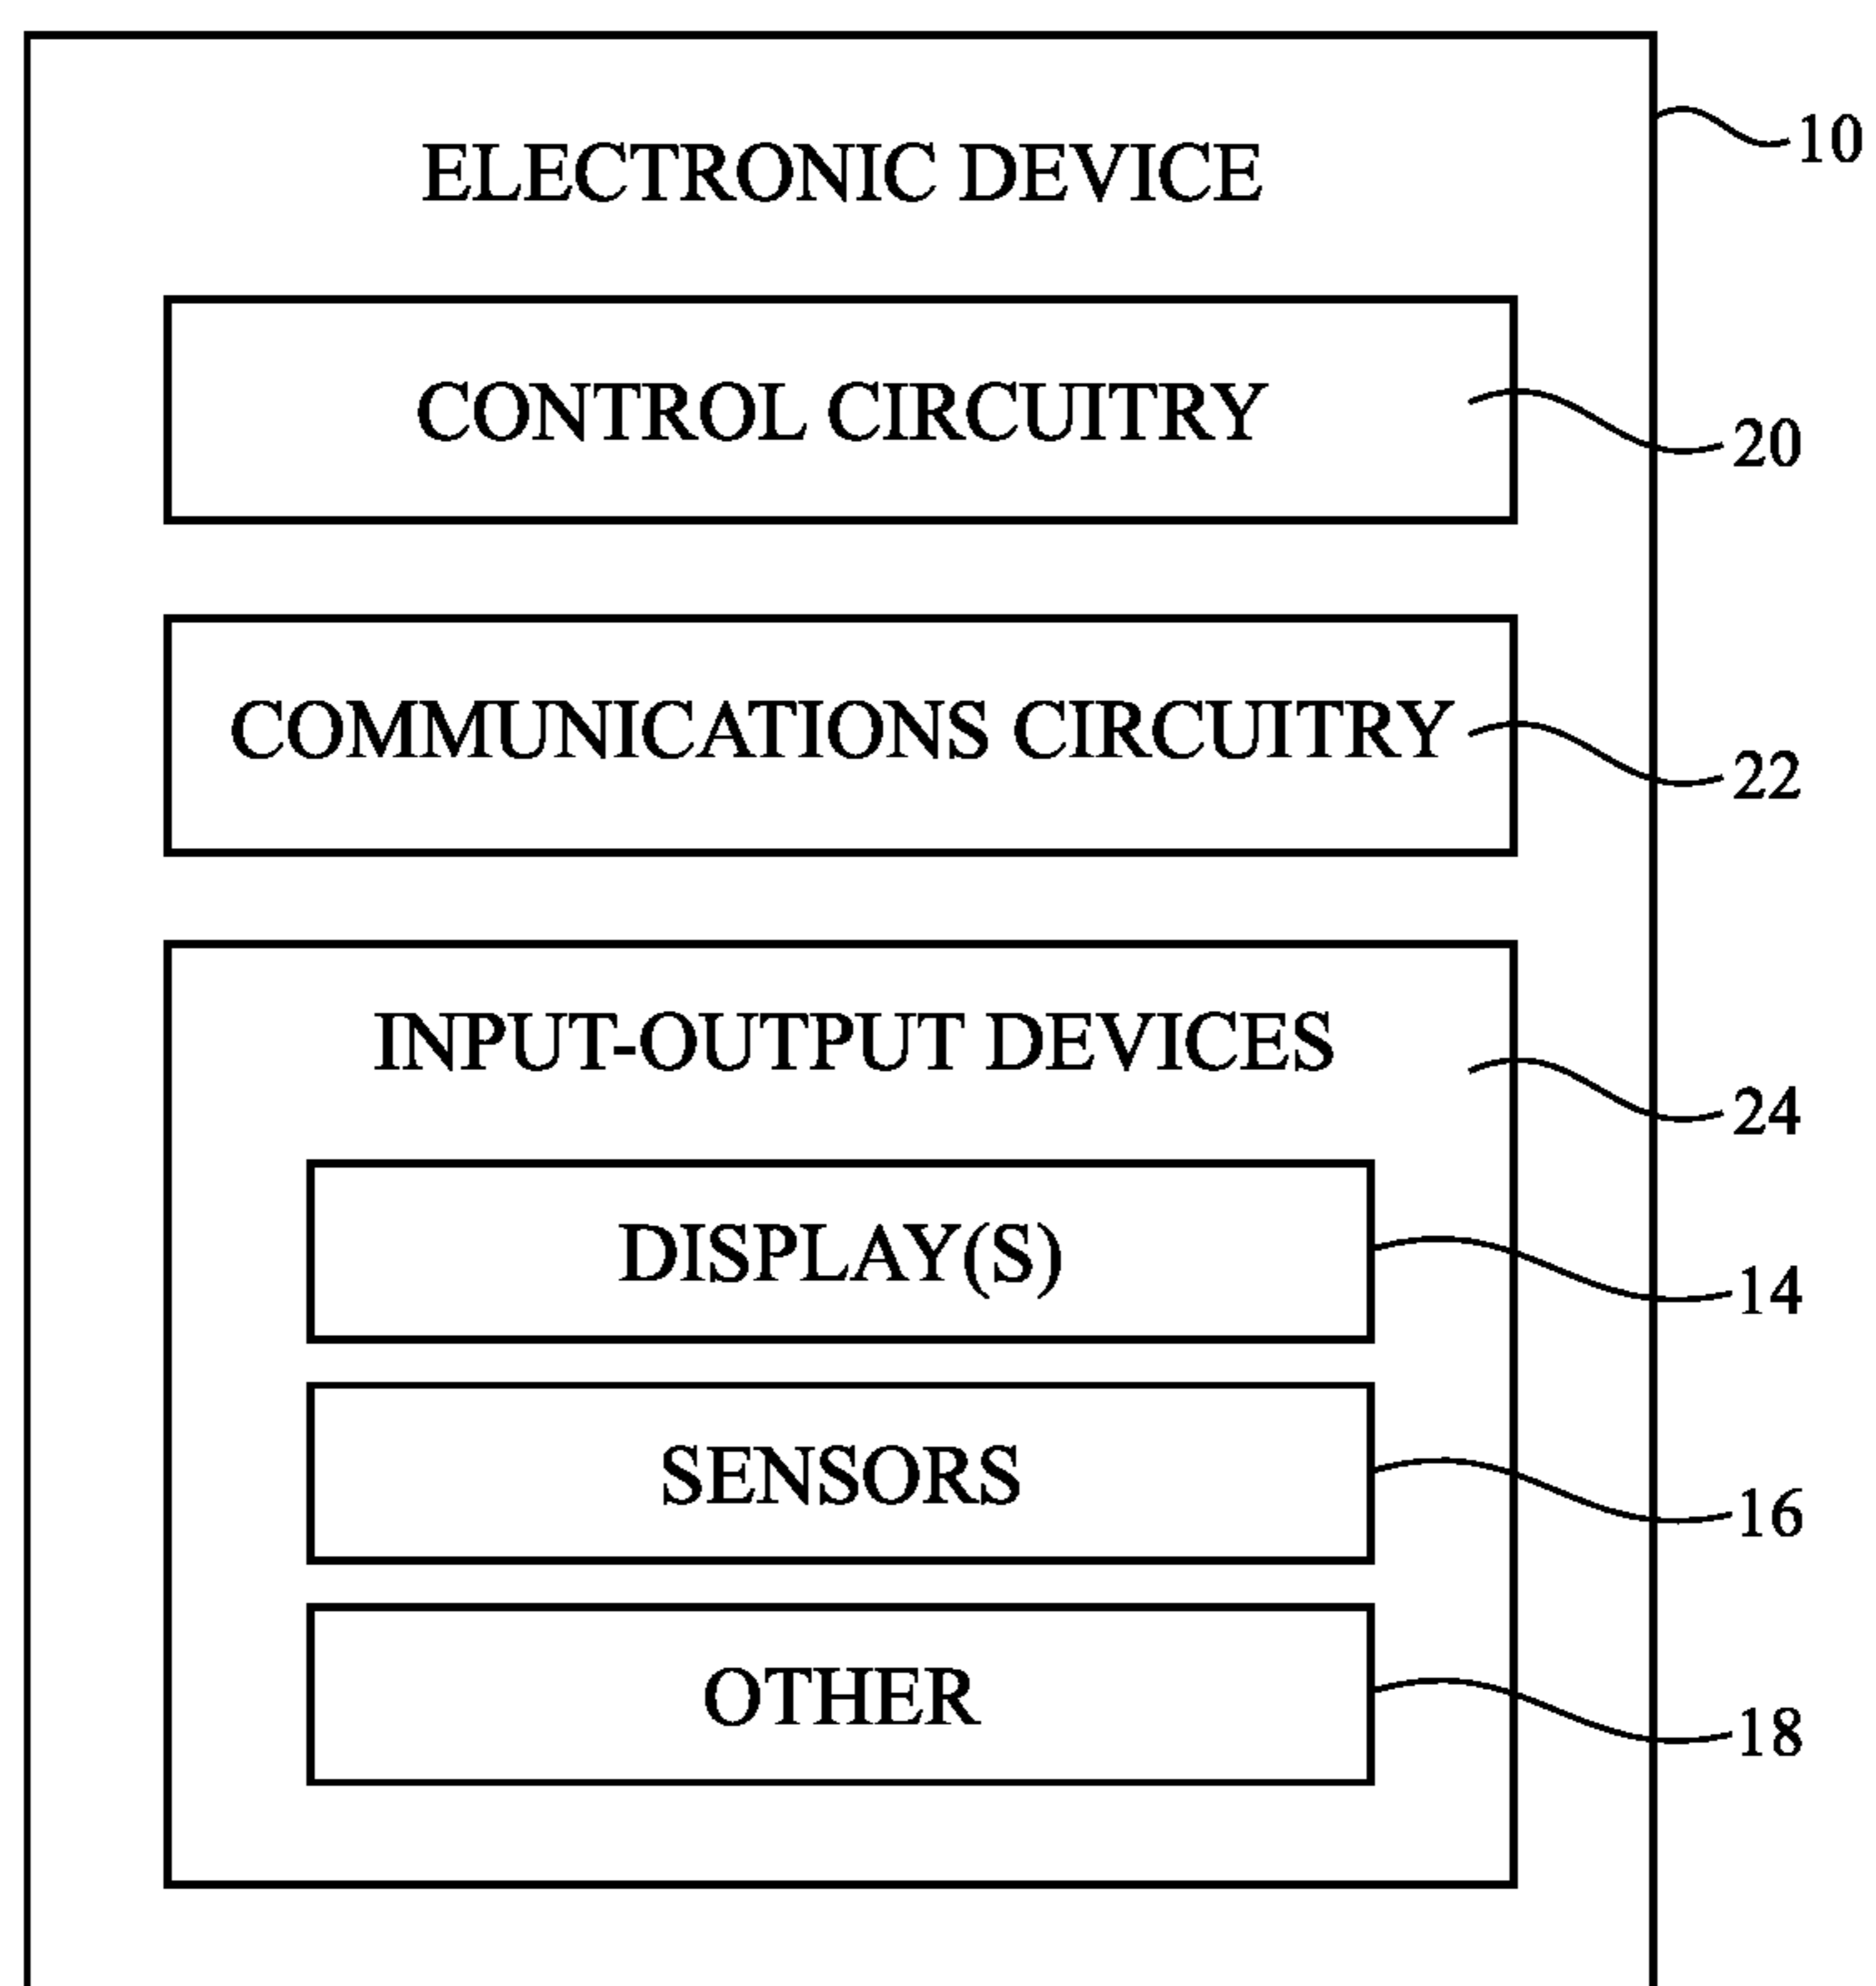 ELECTRONIC DEVICE
10
CONTROL CIRCUITRY
20
COMMUNICATIONS CIRCUITRY
22
INPUT-OUTPUT DEVICES
24
DISPLAY(S)
14
SENSORS
16
OTHER
18